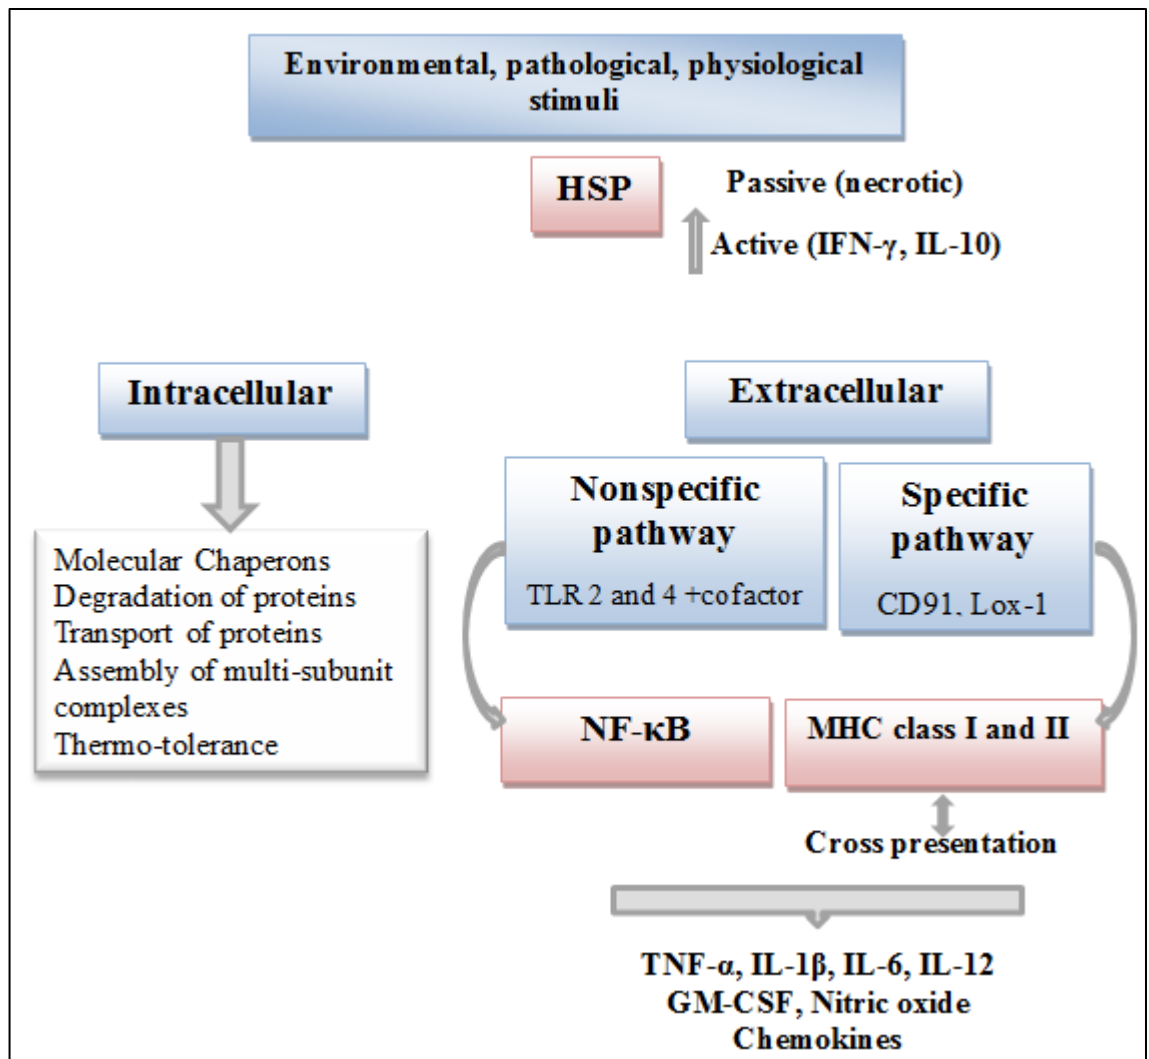 Environmental, pathological, physiological
stimuli
HSP
Passive (necrotic)
Active (IFN-γ, IL-10)
Intracellular
Extracellular
Molecular Chaperons
Degradation of proteins
Transport of proteins
Assembly of multi-subunit
complexes
Thermo-tolerance
Nonspecific
pathway
TLR 2 and 4 +cofactor
Specific
pathway
CD91, Lox-1
NF-κB
MHC class I and II
Cross presentation
TNF-α, IL-1β, IL-6, IL-12
GM-CSF, Nitric oxide
Chemokines